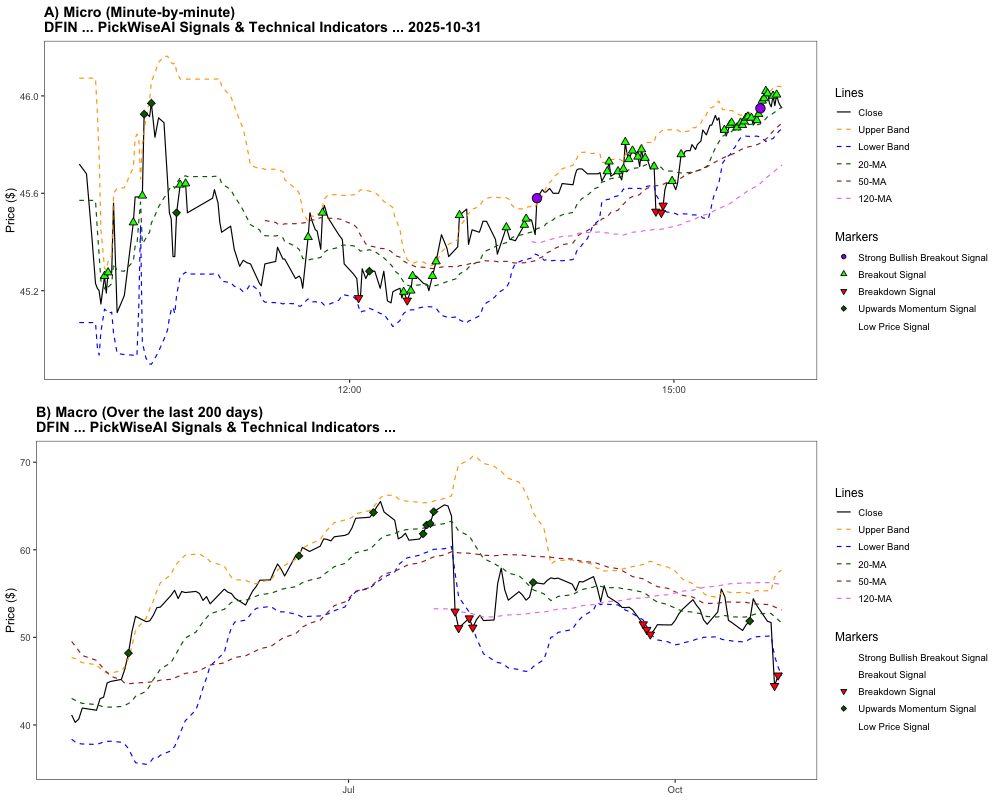 A) Micro (Minute-by-minute)
DFIN ... PickWiseAI Signals & Technical Indicators ... 2025-10-31
Price ($)
46.0
45.6
45.2
12:00
15:00
Lines
Close
Upper Band
Lower Band
20-MA
50-MA
120-MA
Markers
Strong Bullish Breakout Signal
Breakout Signal
Breakdown Signal
Upwards Momentum Signal
Low Price Signal
B) Macro (Over the last 200 days)
DFIN ... PickWiseAI Signals & Technical Indicators ...
Price ($)
70
60
50
40
Jul
Oct
Lines
Close
Upper Band
Lower Band
20-MA
50-MA
120-MA
Markers
Strong Bullish Breakout Signal
Breakout Signal
Breakdown Signal
Upwards Momentum Signal
Low Price Signal